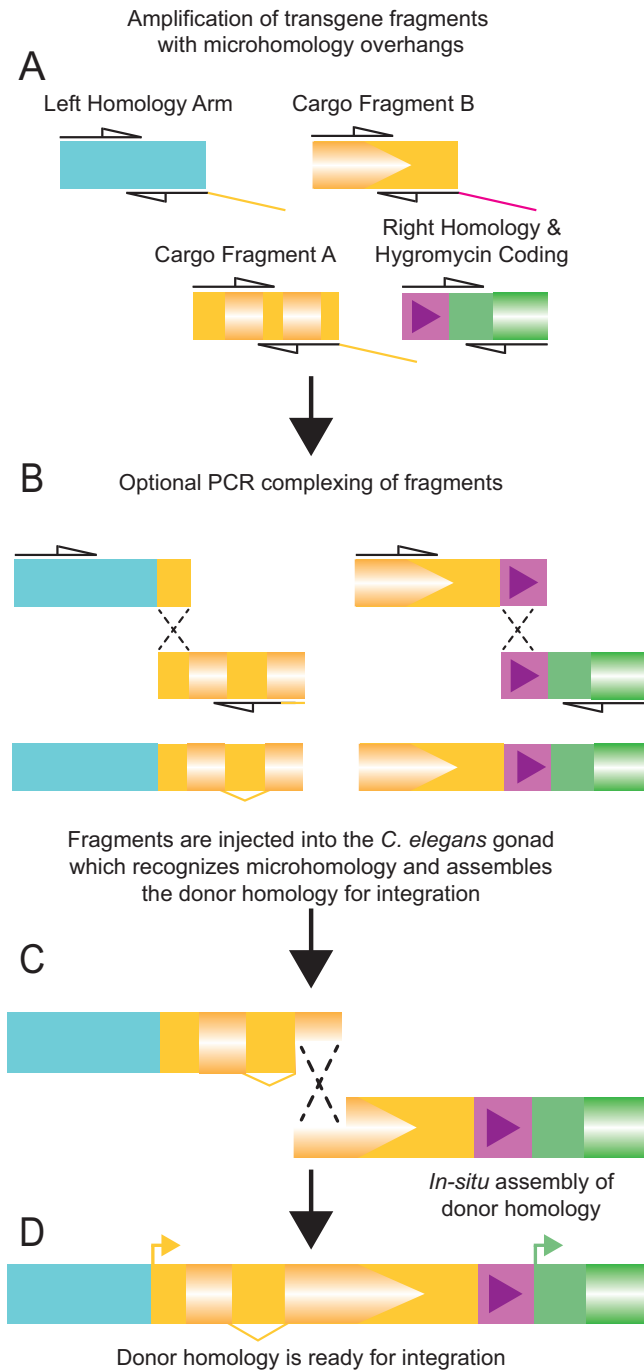 Amplification of transgene fragments
with microhomology overhangs
A
Left Homology Arm
Cargo Fragment B
Cargo Fragment A
Right Homology &
Hygromycin Coding
B
Optional PCR complexing of fragments
Fragments are injected into the C. elegans gonad
which recognizes microhomology and assembles
the donor homology for integration
C
In-situ assembly of
donor homology
D
Donor homology is ready for integration